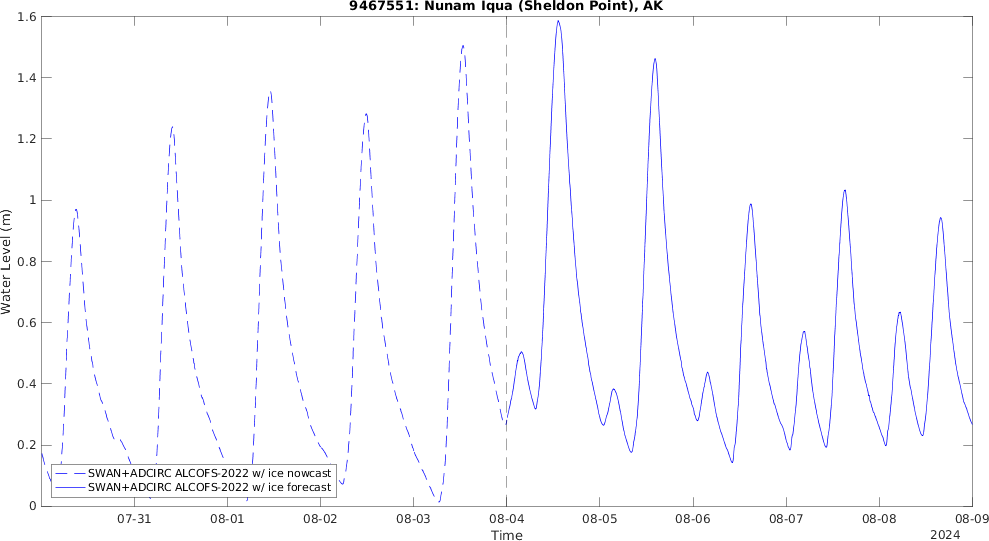 9467551: Nunam Iqua (Sheldon Point), AK
Water Level (m)
1.6
1.4
1.2
1
0.8
0.6
0.4
0.2
0
SWAN+ADCIRC ALCOFS-2022 w/ ice nowcast
SWAN+ADCIRC ALCOFS-2022 w/ ice forecast
07-31 08-01 08-02 08-03 08-04 08-05 08-06 08-07 08-08 08-09
Time
2024